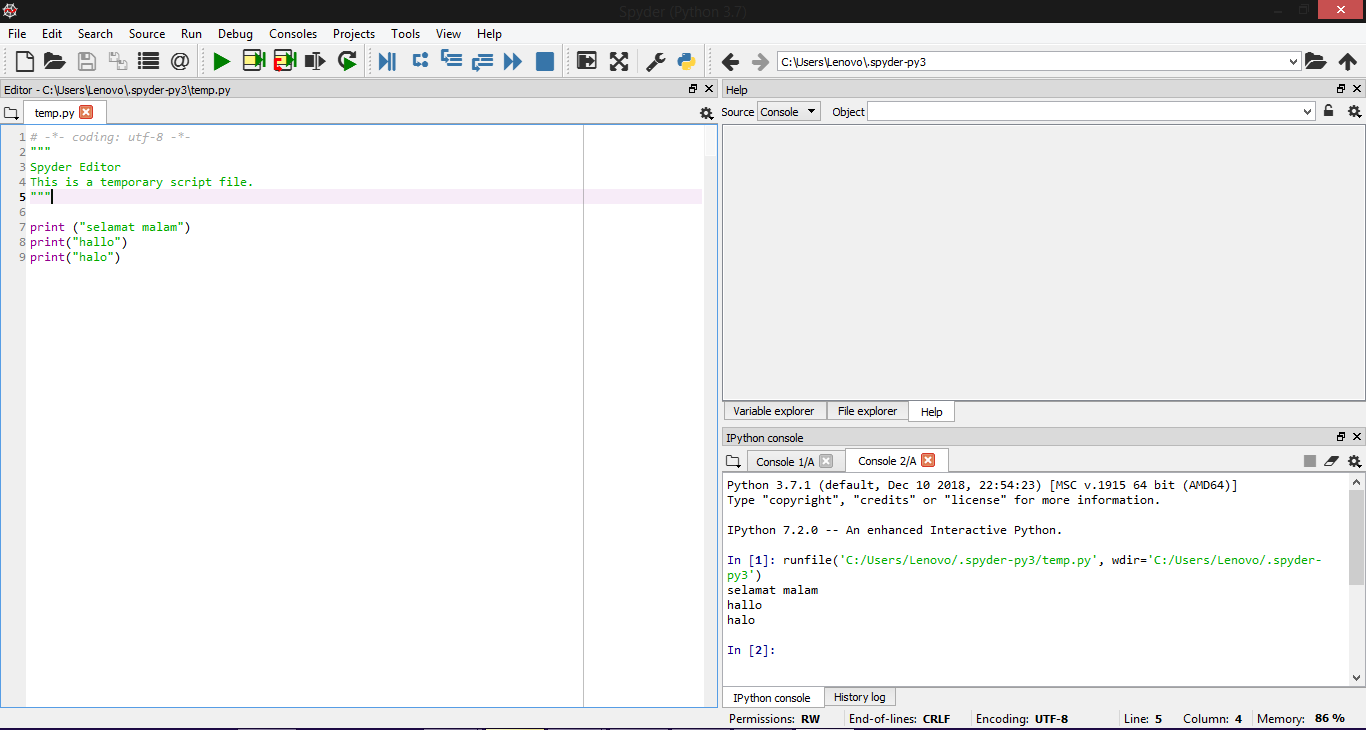 Spyder (Python 3.7)
File Edit Search Source Run Debug Consoles Projects Tools View Help
C:\Users\Lenovo\.spyder-py3
Editor - C:\Users\Lenovo\.spyder-py3\temp.py
temp.py
1 # -*- coding: utf-8 -*-
2 """
3 Spyder Editor
4 This is a temporary script file.
5 """
6
7 print ("selamat malam")
8 print("hallo")
9 print("halo")
Help
Source Console Object
Variable explorer File explorer Help
IPython console
Console 1/A Console 2/A
Python 3.7.1 (default, Dec 10 2018, 22:54:23) [MSC v.1915 64 bit (AMD64)]
Type "copyright", "credits" or "license" for more information.
IPython 7.2.0 -- An enhanced Interactive Python.
In [1]: runfile('C:/Users/Lenovo/.spyder-py3/temp.py', wdir='C:/Users/Lenovo/.spyder-
py3')
selamat malam
hallo
halo
In [2]:
IPython console History log
Permissions: RW End-of-lines: CRLF Encoding: UTF-8 Line: 5 Column: 4 Memory: 86 %